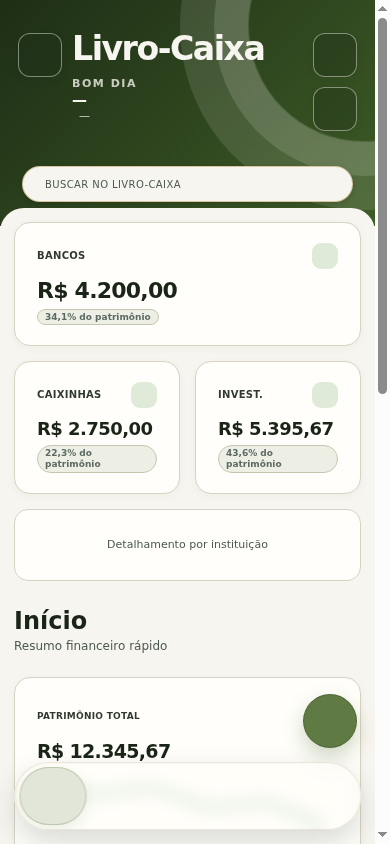 Livro-Caixa
BOM DIA
—
—
BUSCAR NO LIVRO-CAIXA
BANCOS
R$ 4.200,00
34,1% do patrimônio
CAIXINHAS
R$ 2.750,00
22,3% do
patrimônio
INVEST.
R$ 5.395,67
43,6% do
patrimônio
Detalhamento por instituição
Início
Resumo financeiro rápido
PATRIMÔNIO TOTAL
R$ 12.345,67